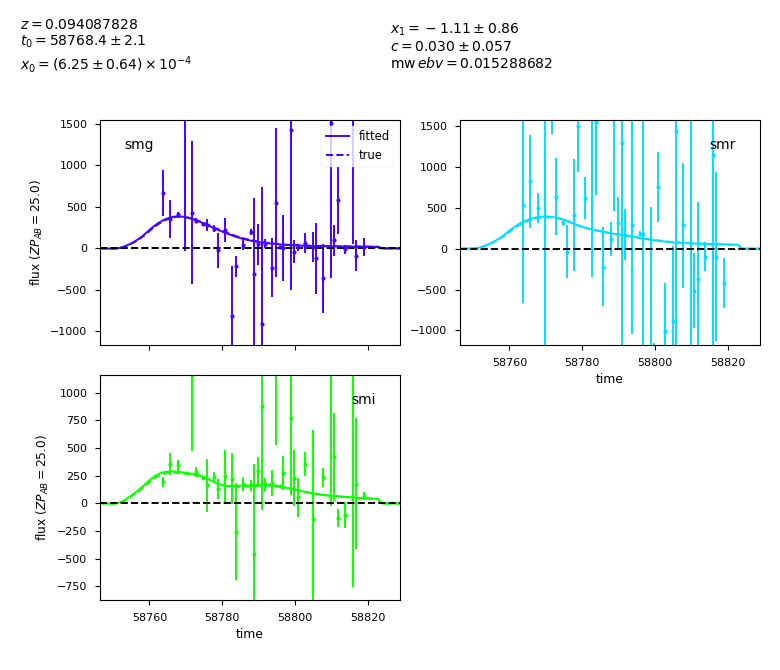 z = 0.094087828
t₀ = 58768.4 ± 2.1
x₀ = (6.25 ± 0.64) × 10⁻⁴
x₁ = −1.11 ± 0.86
c = 0.030 ± 0.057
mw ebv = 0.015288682
smg
fitted
true
1500
1000
500
0
−500
−1000
flux (ZP_AB = 25.0)
smr
1500
1000
500
0
−500
−1000
58760 58780 58800 58820
time
smi
1000
750
500
250
0
−250
−500
−750
flux (ZP_AB = 25.0)
58760 58780 58800 58820
time